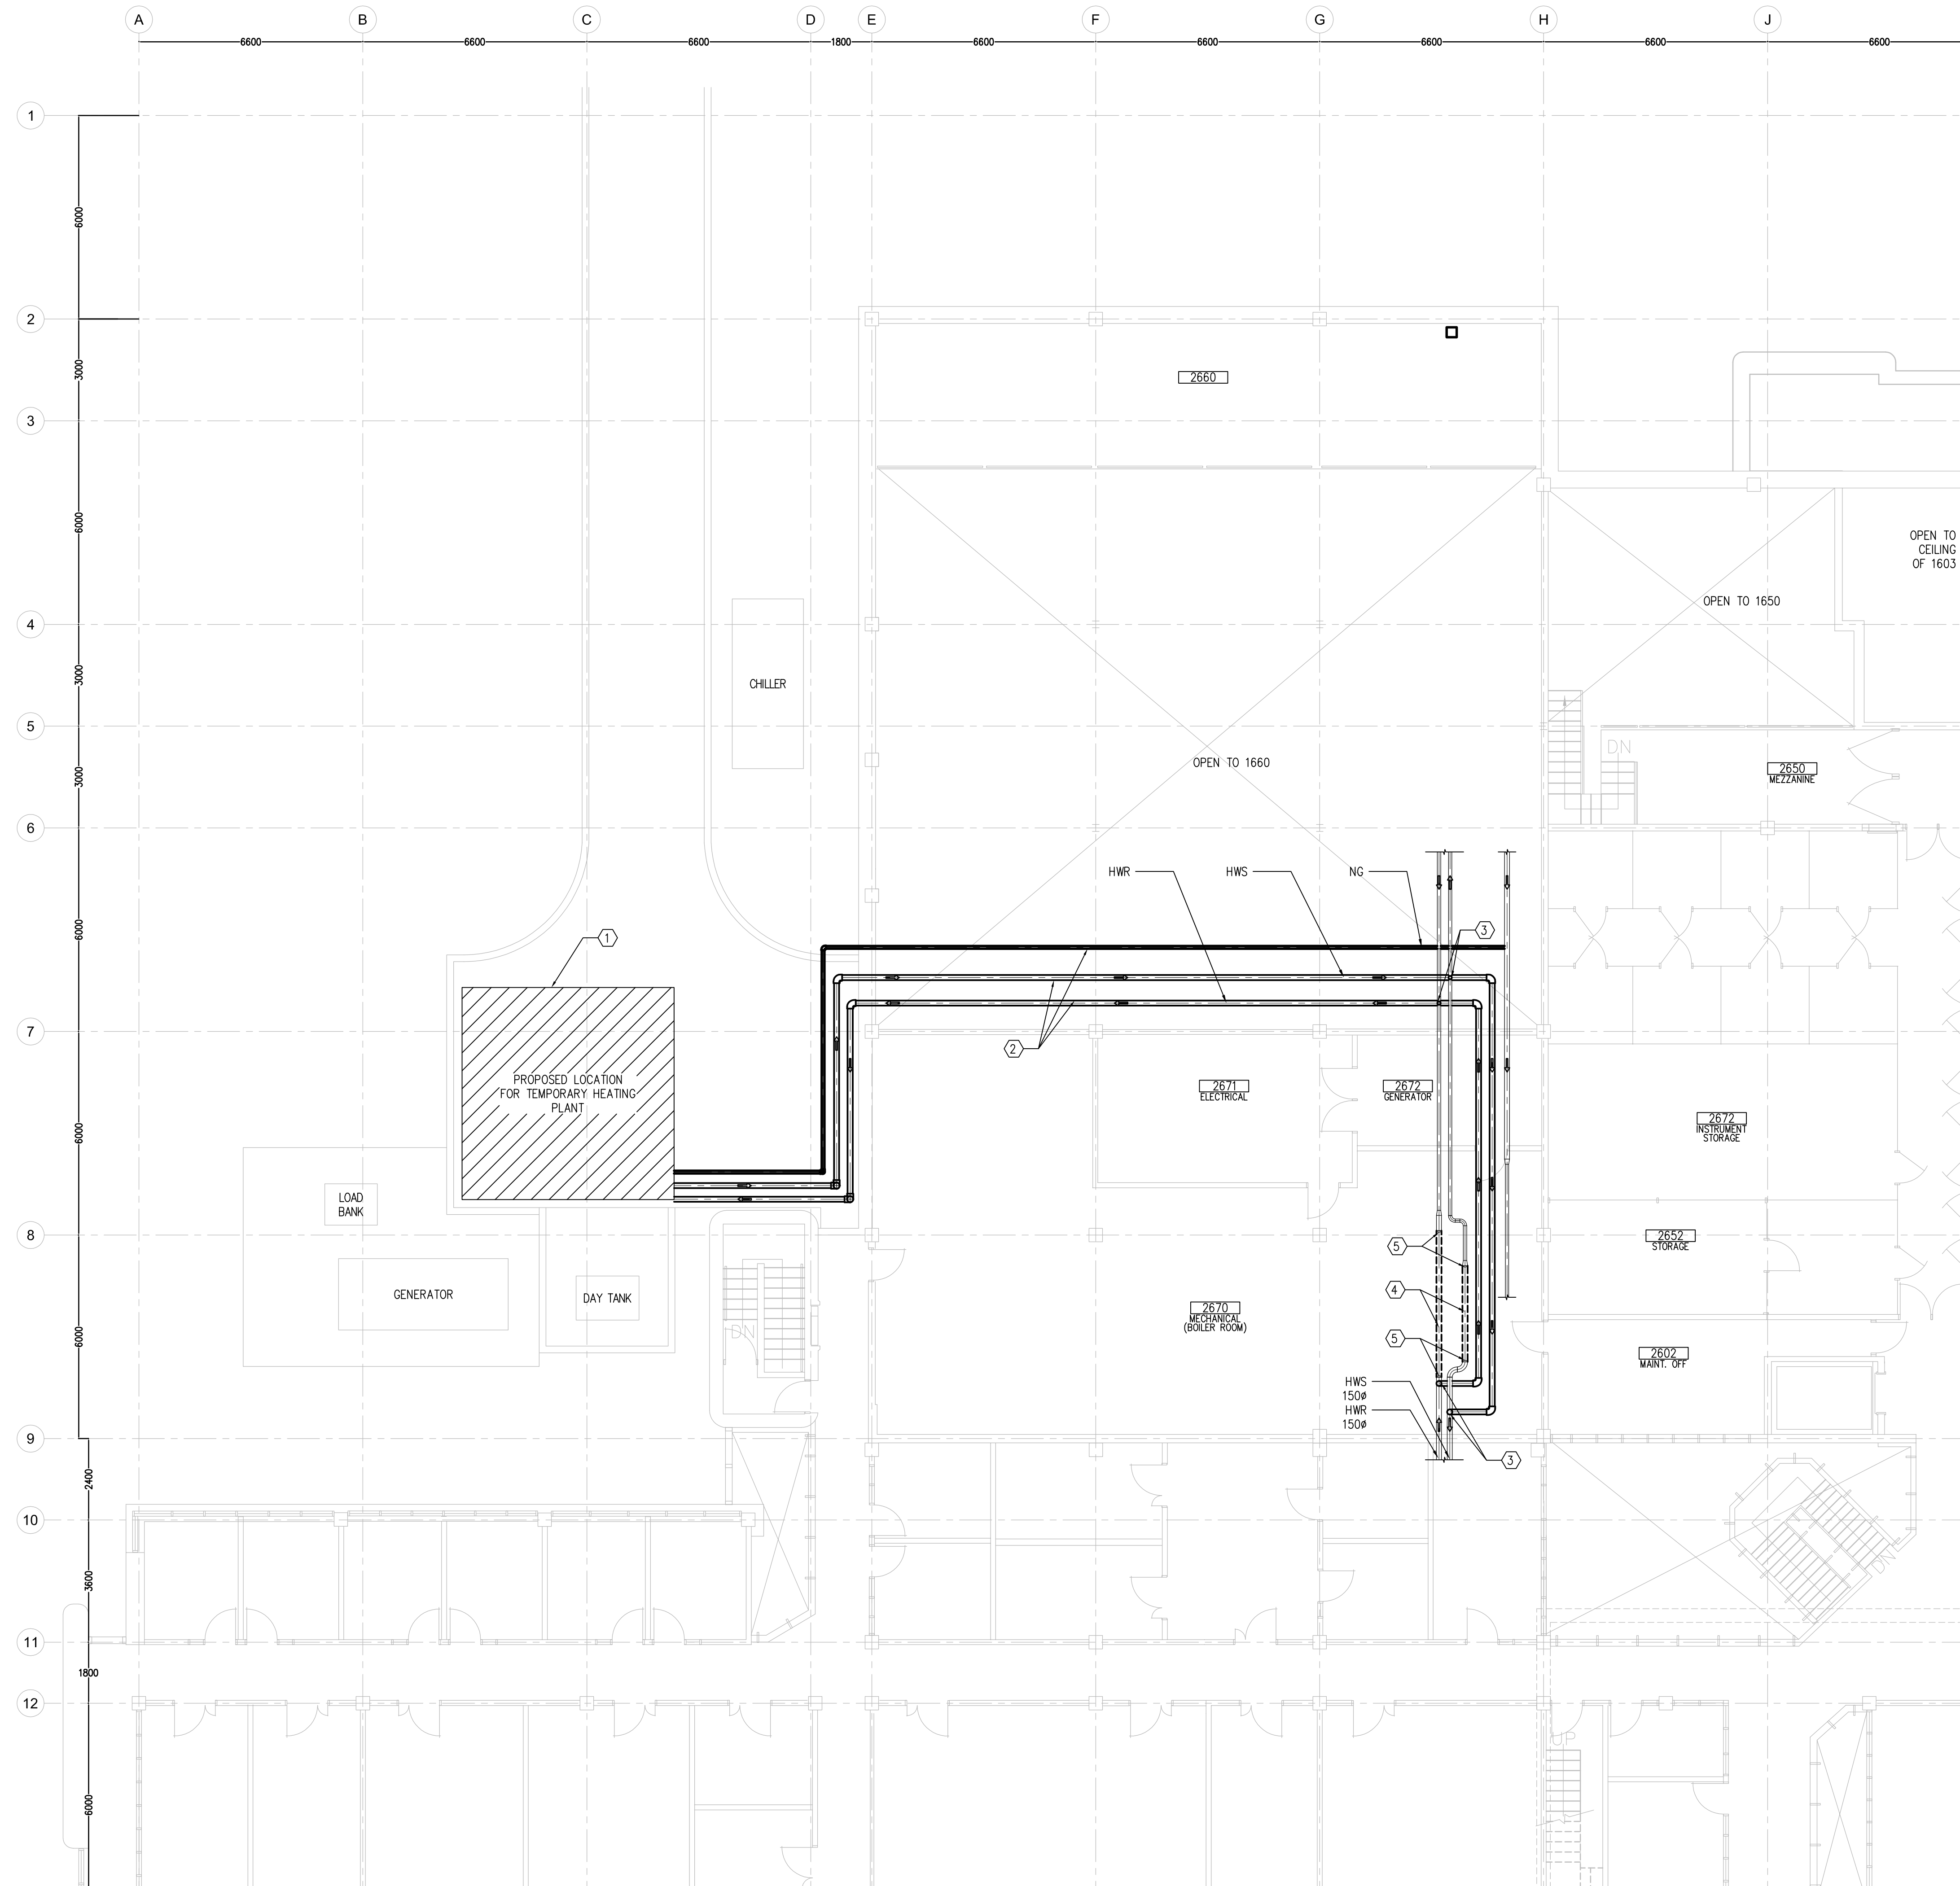 A B C D E F G H J
6600 6600 6600 1800 6600 6600 6600 6600 6600
1
6000
2
2660
3000
3
6000
OPEN TO
CEILING
OF 1603
OPEN TO 1650
4
3000
CHILLER
5
DN
OPEN TO 1660
2650
MEZZANINE
3000
6
HWR HWS NG
6000
1
3
7
2
PROPOSED LOCATION
FOR TEMPORARY HEATING
PLANT
2671
ELECTRICAL
2672
GENERATOR
2672
INSTRUMENT
STORAGE
6000
LOAD
BANK
8
5
2652
STORAGE
GENERATOR
DAY TANK
4
2670
MECHANICAL
(BOILER ROOM)
DN
5
6000
2602
MAINT. OFF
HWS
150ø
HWR
150ø
9
3
2400
10
DN
3600
11
1800
12
UP
6000